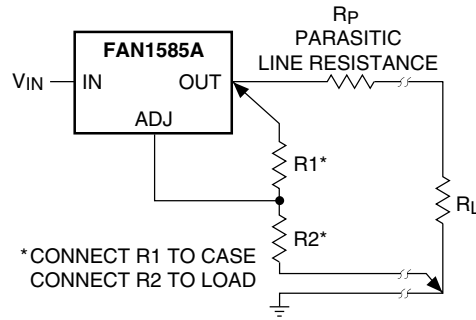 RP
PARASITIC
LINE RESISTANCE
FAN1585A
VIN
IN
OUT
ADJ
R1*
R2*
RL
*CONNECT R1 TO CASE
CONNECT R2 TO LOAD